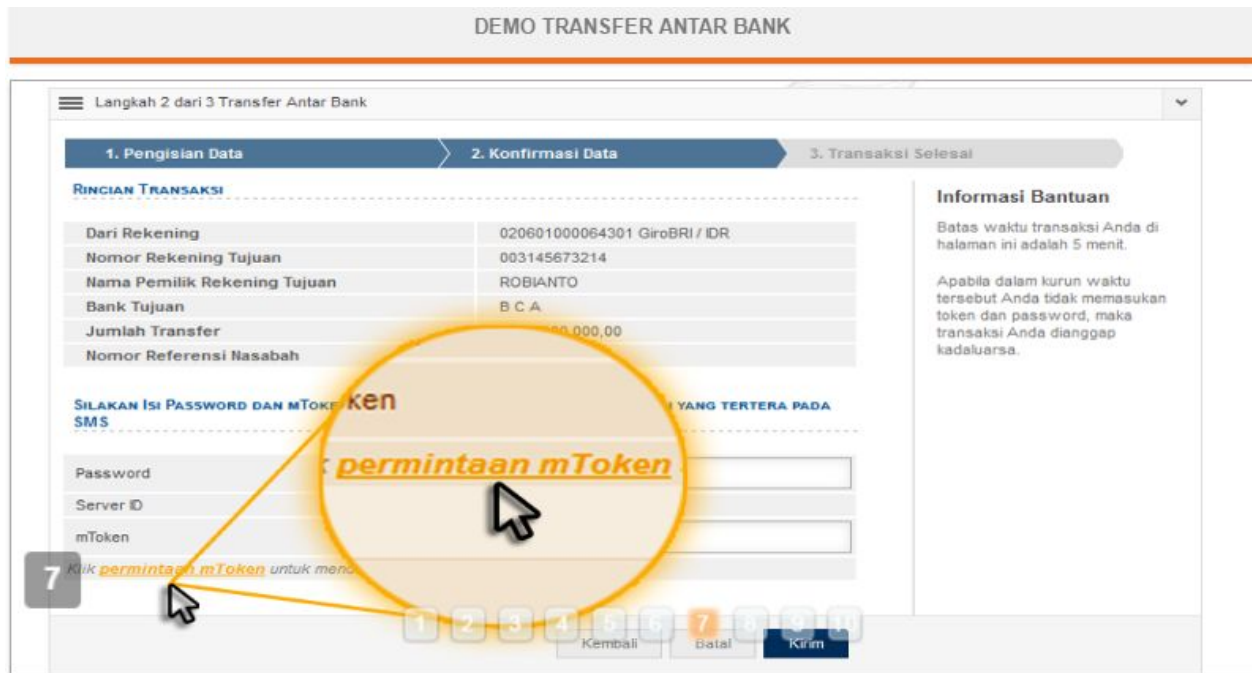 DEMO TRANSFER ANTAR BANK
Langkah 2 dari 3 Transfer Antar Bank
1. Pengisian Data
2. Konfirmasi Data
3. Transaksi Selesai
RINCIAN TRANSAKSI
Dari Rekening 020601000064301 GiroBRI / IDR
Nomor Rekening Tujuan 003145673214
Nama Pemilik Rekening Tujuan ROBIANTO
Bank Tujuan B C A
Jumlah Transfer 000,00
Nomor Referensi Nasabah
SILAKAN ISI PASSWORD DAN MTOKE YANG TERTERA PADA
SMS
ken
permintaan mToken
Password
Server ID
mToken
Klik permintaan mToken untuk
7
1 2 3 4 5 6 7 8 9 10
Kembali Batal Kirim
Informasi Bantuan
Batas waktu transaksi Anda di
halaman ini adalah 5 menit.
Apabila dalam kurun waktu
tersebut Anda tidak memasukan
token dan password, maka
transaksi Anda dianggap
kadaluarsa.